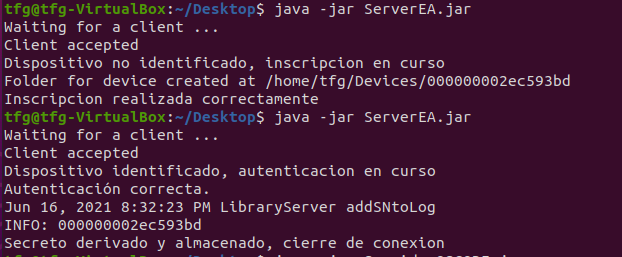 tfg@tfg-VirtualBox:~/Desktop$ java -jar ServerEA.jar
Waiting for a client ...
Client accepted
Dispositivo no identificado, inscripcion en curso
Folder for device created at /home/tfg/Devices/000000002ec593bd
Inscripcion realizada correctamente
tfg@tfg-VirtualBox:~/Desktop$ java -jar ServerEA.jar
Waiting for a client ...
Client accepted
Dispositivo identificado, autenticacion en curso
Autenticación correcta.
Jun 16, 2021 8:32:23 PM LibraryServer addSNtoLog
INFO: 000000002ec593bd
Secreto derivado y almacenado, cierre de conexion